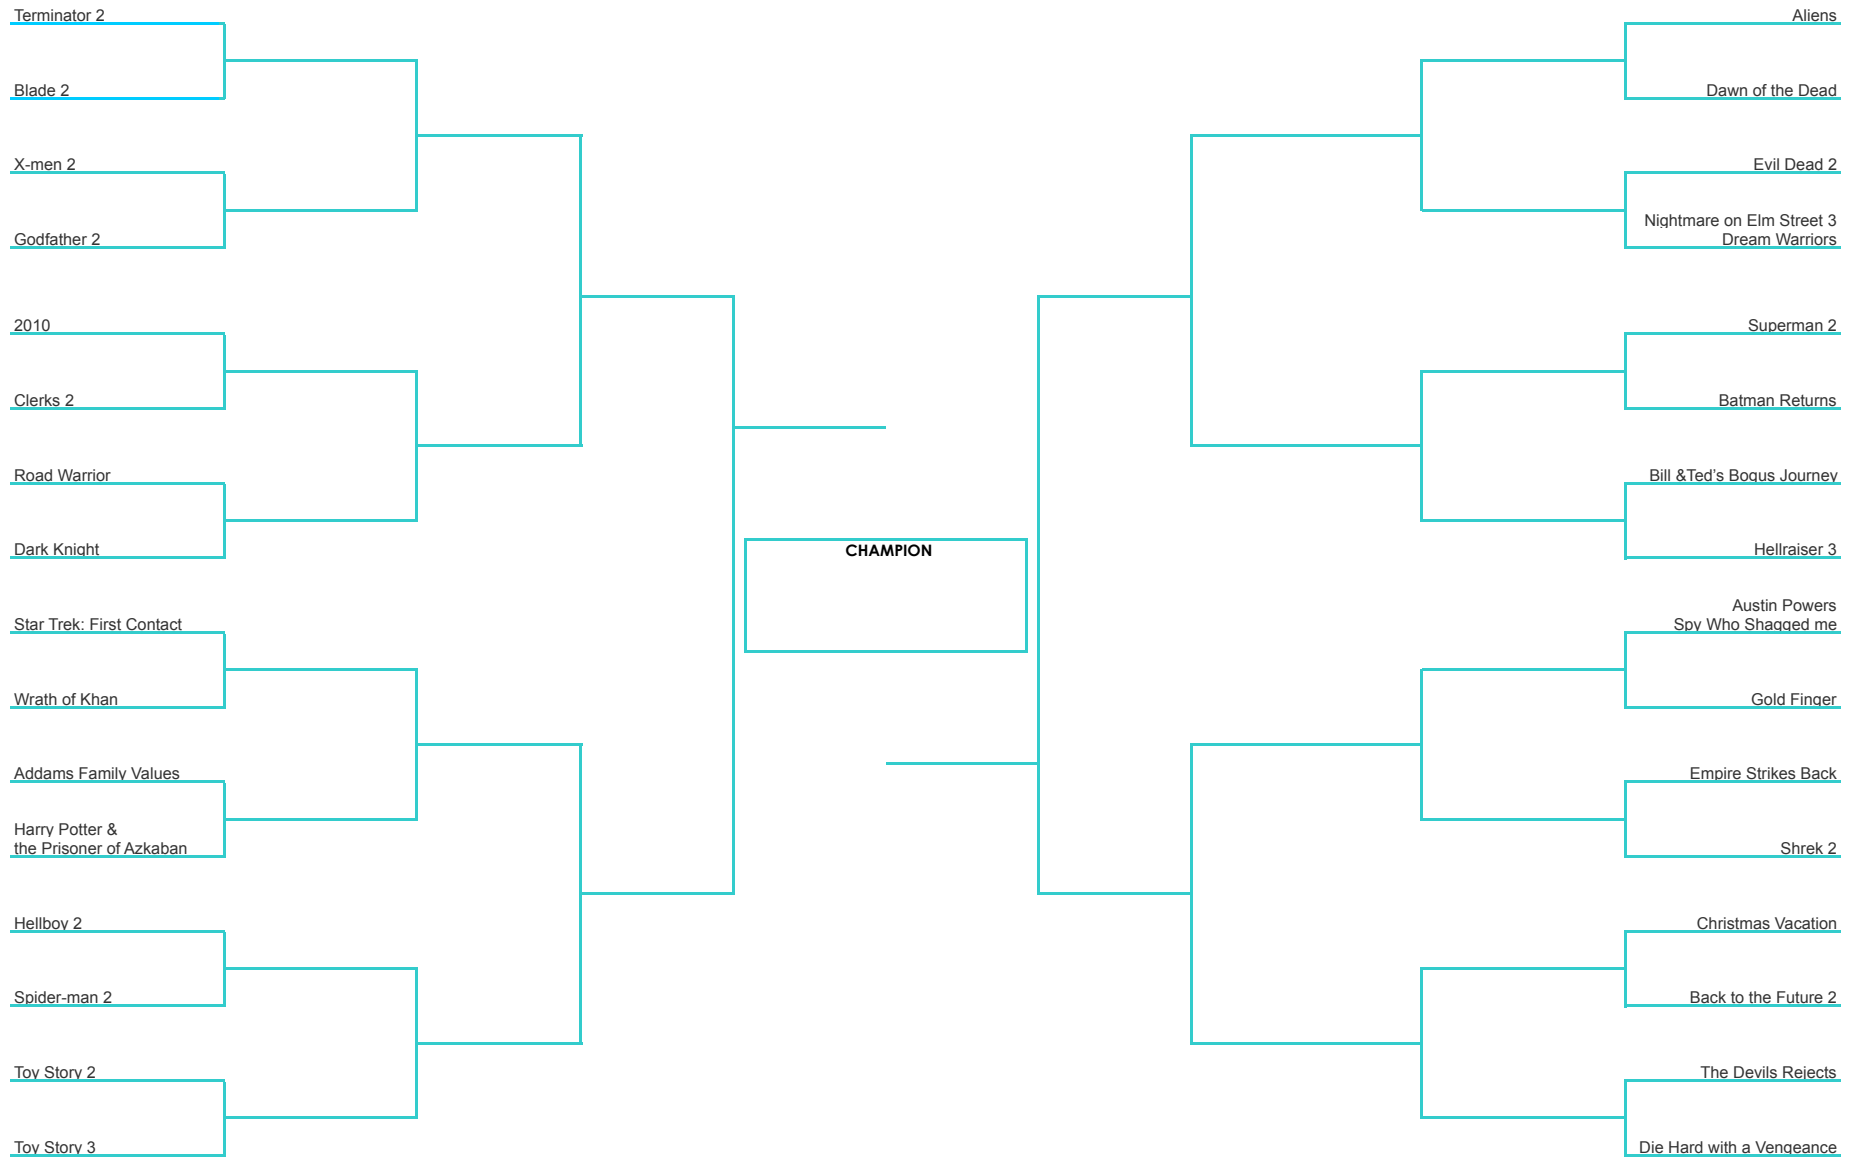 Terminator 2
Blade 2
X-men 2
Godfather 2
2010
Clerks 2
Road Warrior
Dark Knight
Star Trek: First Contact
Wrath of Khan
Addams Family Values
Harry Potter &
the Prisoner of Azkaban
Hellboy 2
Spider-man 2
Toy Story 2
Toy Story 3
CHAMPION
Aliens
Dawn of the Dead
Evil Dead 2
Nightmare on Elm Street 3
Dream Warriors
Superman 2
Batman Returns
Bill &Ted’s Bogus Journey
Hellraiser 3
Austin Powers
Spy Who Shagged me
Gold Finger
Empire Strikes Back
Shrek 2
Christmas Vacation
Back to the Future 2
The Devils Rejects
Die Hard with a Vengeance